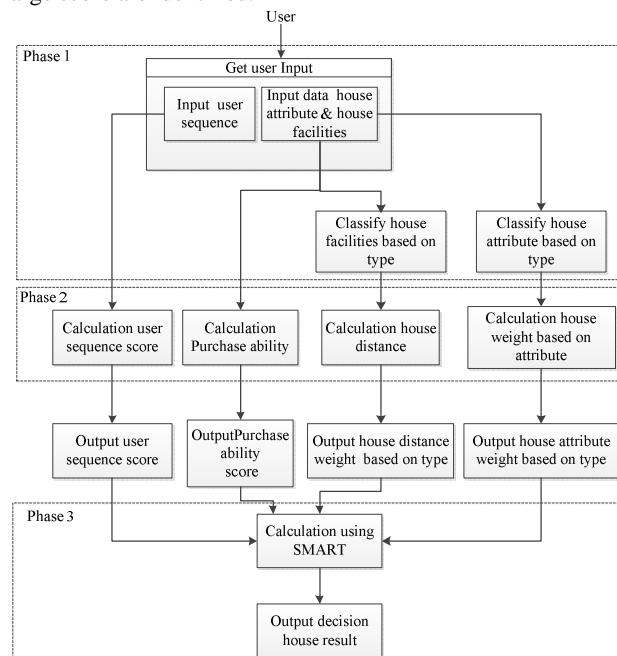 User
Phase 1
Get user Input
Input user
sequence
Input data house
attribute & house
facilities
Classify house
facilities based on
type
Classify house
attribute based on
type
Phase 2
Calculation user
sequence score
Calculation
Purchase ability
Calculation house
distance
Calculation house
weight based on
attribute
Output user
sequence score
OutputPurchase
ability
score
Output house distance
weight based on type
Output house attribute
weight based on type
Phase 3
Calculation using
SMART
Output decision
house result